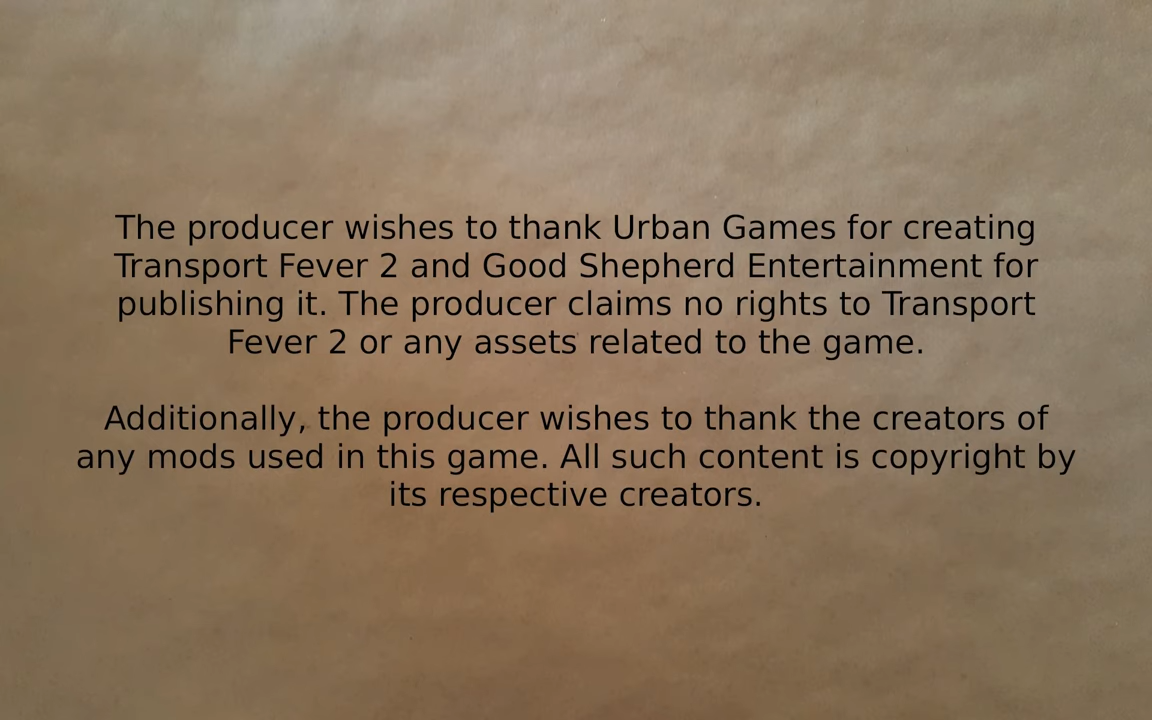 The producer wishes to thank Urban Games for creating
Transport Fever 2 and Good Shepherd Entertainment for
publishing it. The producer claims no rights to Transport
Fever 2 or any assets related to the game.
Additionally, the producer wishes to thank the creators of
any mods used in this game. All such content is copyright by
its respective creators.